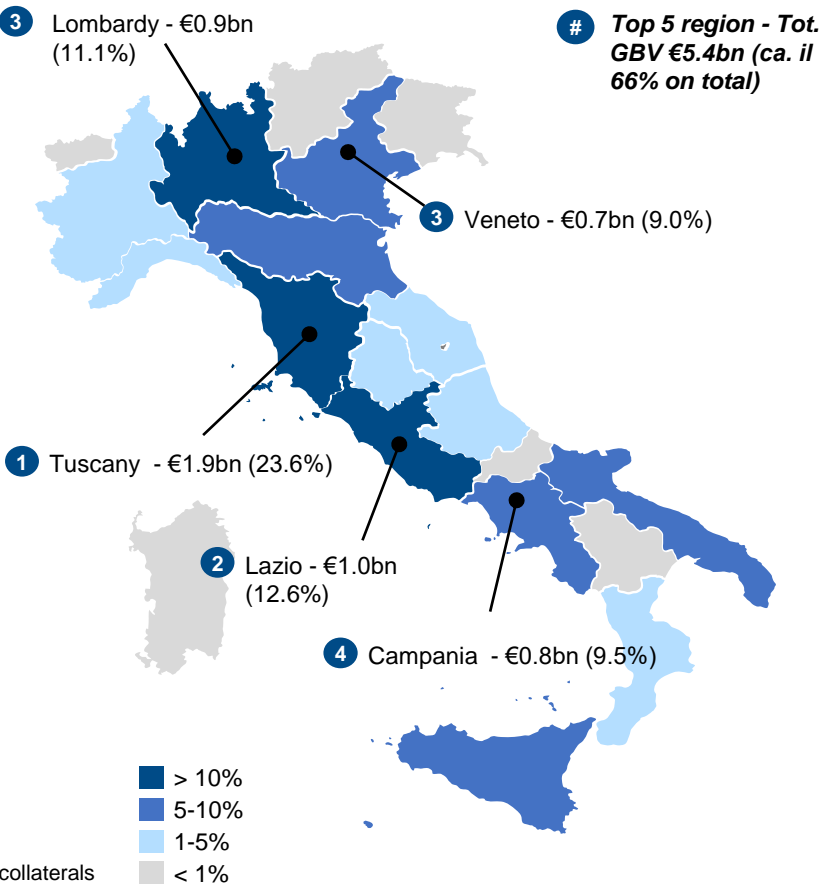 3 Lombardy - €0.9bn
(11.1%)
# Top 5 region - Tot.
GBV €5.4bn (ca. il
66% on total)
3 Veneto - €0.7bn (9.0%)
1 Tuscany - €1.9bn (23.6%)
2 Lazio - €1.0bn
(12.6%)
4 Campania - €0.8bn (9.5%)
> 10%
5-10%
1-5%
< 1%
collaterals